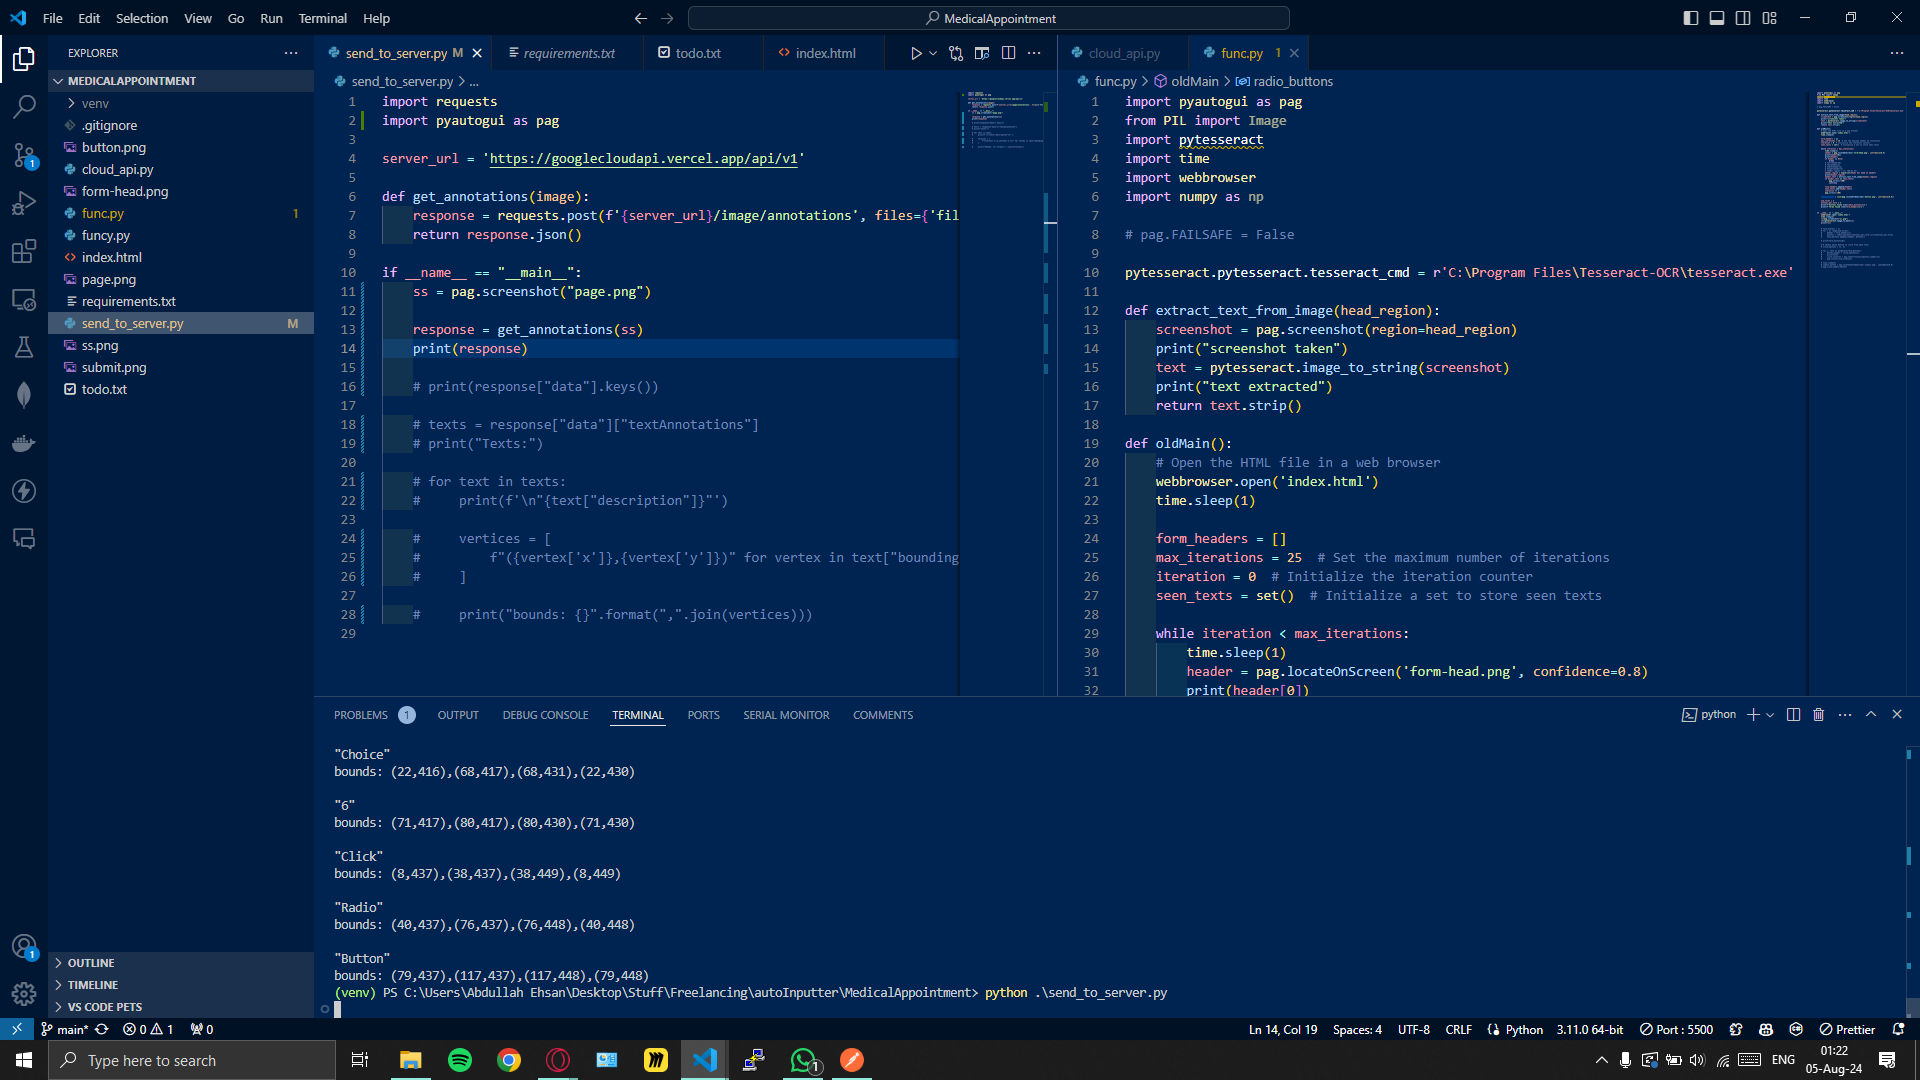 File Edit Selection View Go Run Terminal Help
MedicalAppointment
EXPLORER
MEDICALAPPOINTMENT
venv
.gitignore
button.png
cloud_api.py
form-head.png
func.py 1
funcy.py
index.html
page.png
requirements.txt
send_to_server.py M
ss.png
submit.png
todo.txt
OUTLINE
TIMELINE
VS CODE PETS
send_to_server.py M requirements.txt todo.txt index.html
send_to_server.py > ...
1 import requests
2 import pyautogui as pag
3
4 server_url = 'https://googlecloudapi.vercel.app/api/v1'
5
6 def get_annotations(image):
7 response = requests.post(f'{server_url}/image/annotations', files={'fil
8 return response.json()
9
10 if __name__ == "__main__":
11 ss = pag.screenshot("page.png")
12
13 response = get_annotations(ss)
14 print(response)
15
16 # print(response["data"].keys())
17
18 # texts = response["data"]["textAnnotations"]
19 # print("Texts:")
20
21 # for text in texts:
22 # print(f'\n"{text["description"]}"')
23
24 # vertices = [
25 # f"({vertex['x']},{vertex['y']})" for vertex in text["bounding
26 # ]
27
28 # print("bounds: {}".format(",".join(vertices)))
29
cloud_api.py func.py 1
func.py > oldMain > radio_buttons
1 import pyautogui as pag
2 from PIL import Image
3 import pytesseract
4 import time
5 import webbrowser
6 import numpy as np
7
8 # pag.FAILSAFE = False
9
10 pytesseract.pytesseract.tesseract_cmd = r'C:\Program Files\Tesseract-OCR\tesseract.exe'
11
12 def extract_text_from_image(head_region):
13 screenshot = pag.screenshot(region=head_region)
14 print("screenshot taken")
15 text = pytesseract.image_to_string(screenshot)
16 print("text extracted")
17 return text.strip()
18
19 def oldMain():
20 # Open the HTML file in a web browser
21 webbrowser.open('index.html')
22 time.sleep(1)
23
24 form_headers = []
25 max_iterations = 25 # Set the maximum number of iterations
26 iteration = 0 # Initialize the iteration counter
27 seen_texts = set() # Initialize a set to store seen texts
28
29 while iteration < max_iterations:
30 time.sleep(1)
31 header = pag.locateOnScreen('form-head.png', confidence=0.8)
32 print(header[0])
PROBLEMS 1 OUTPUT DEBUG CONSOLE TERMINAL PORTS SERIAL MONITOR COMMENTS
python
"Choice"
bounds: (22,416),(68,417),(68,431),(22,430)
"6"
bounds: (71,417),(80,417),(80,430),(71,430)
"Click"
bounds: (8,437),(38,437),(38,449),(8,449)
"Radio"
bounds: (40,437),(76,437),(76,448),(40,448)
"Button"
bounds: (79,437),(117,437),(117,448),(79,448)
(venv) PS C:\Users\Abdullah Ehsan\Desktop\Stuff\Freelancing\autoInputter\MedicalAppointment> python .\send_to_server.py
main* 0 1 0 Ln 14, Col 19 Spaces: 4 UTF-8 CRLF Python 3.11.0 64-bit Port : 5500 Prettier
Type here to search
ENG
01:22
05-Aug-24